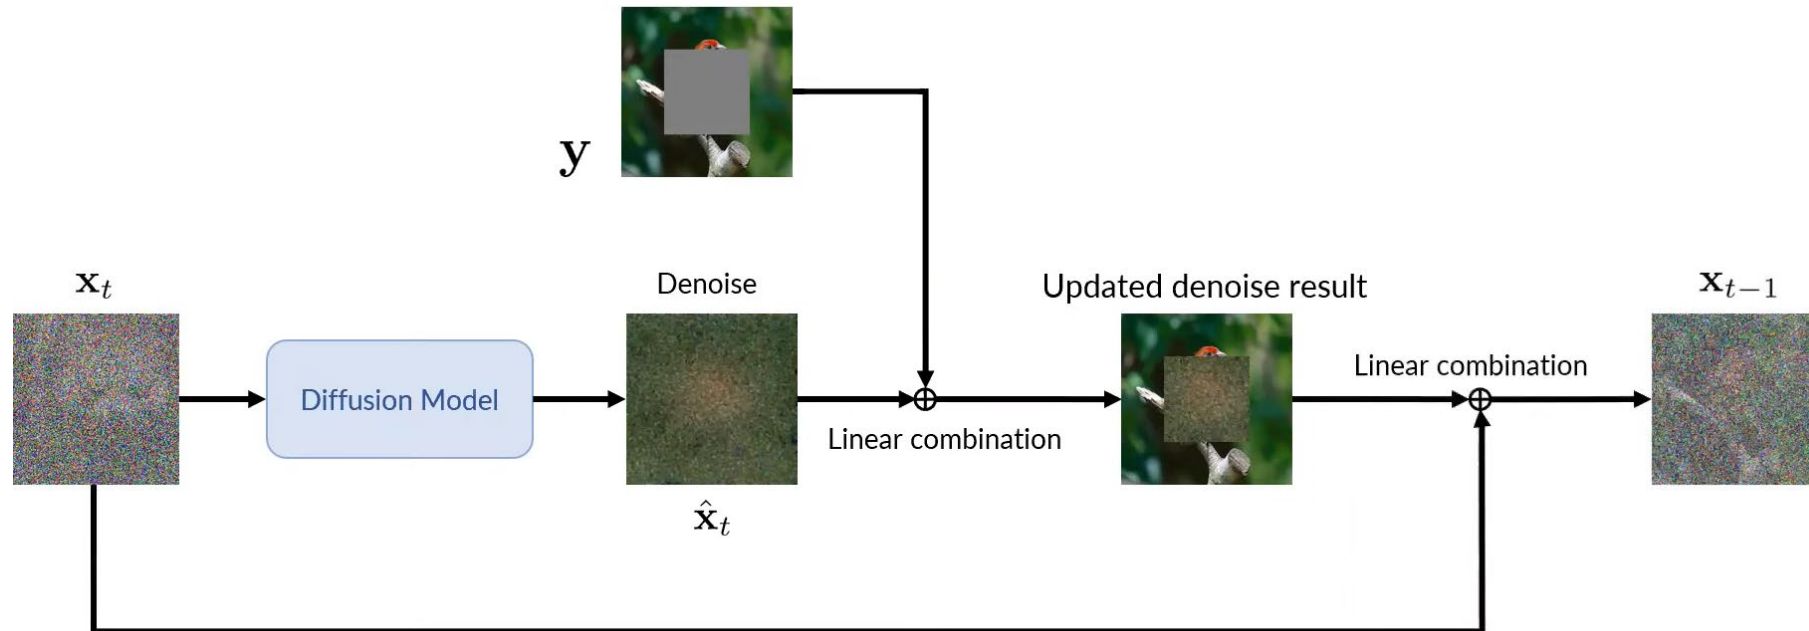 y
x_t
Denoise
Updated denoise result
x_{t-1}
Diffusion Model
Linear combination
Linear combination
x̂_t